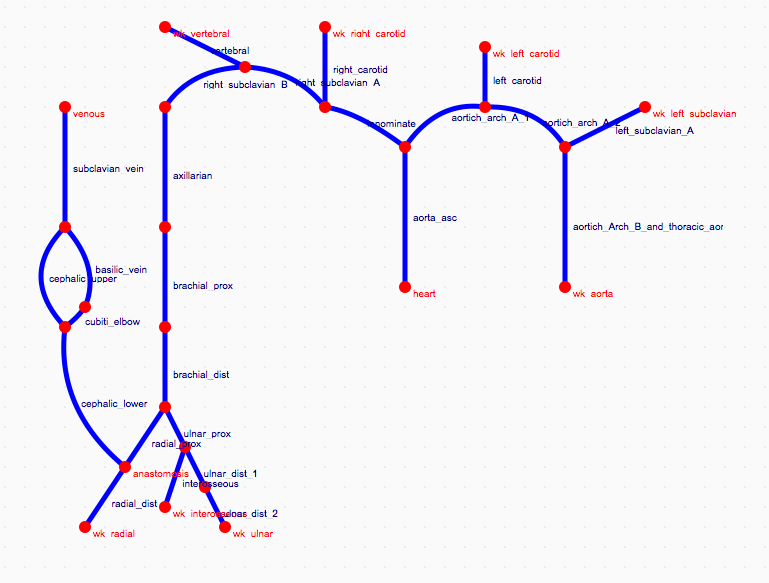 wk_vertebral
wk_right_carotid
vertebral
wk_left_carotid
right_carotid
right_subclavian_B
right_subclavian_A
left_carotid
venous
aortich_arch_A_1
wk_left_subclavian
innominate
aortich_arch_A_2
left_subclavian_A
subclavian_vein
axillarian
aorta_asc
aortich_Arch_B_and_thoracic_aor
basilic_vein
cephalic_upper
brachial_prox
heart
wk_aorta
cubiti_elbow
brachial_dist
cephalic_lower
ulnar_prox
radial_prox
anastomosis
ulnar_dist_1
interosseous
radial_dist
wk_interosseous
ulnar_dist_2
wk_radial
wk_ulnar